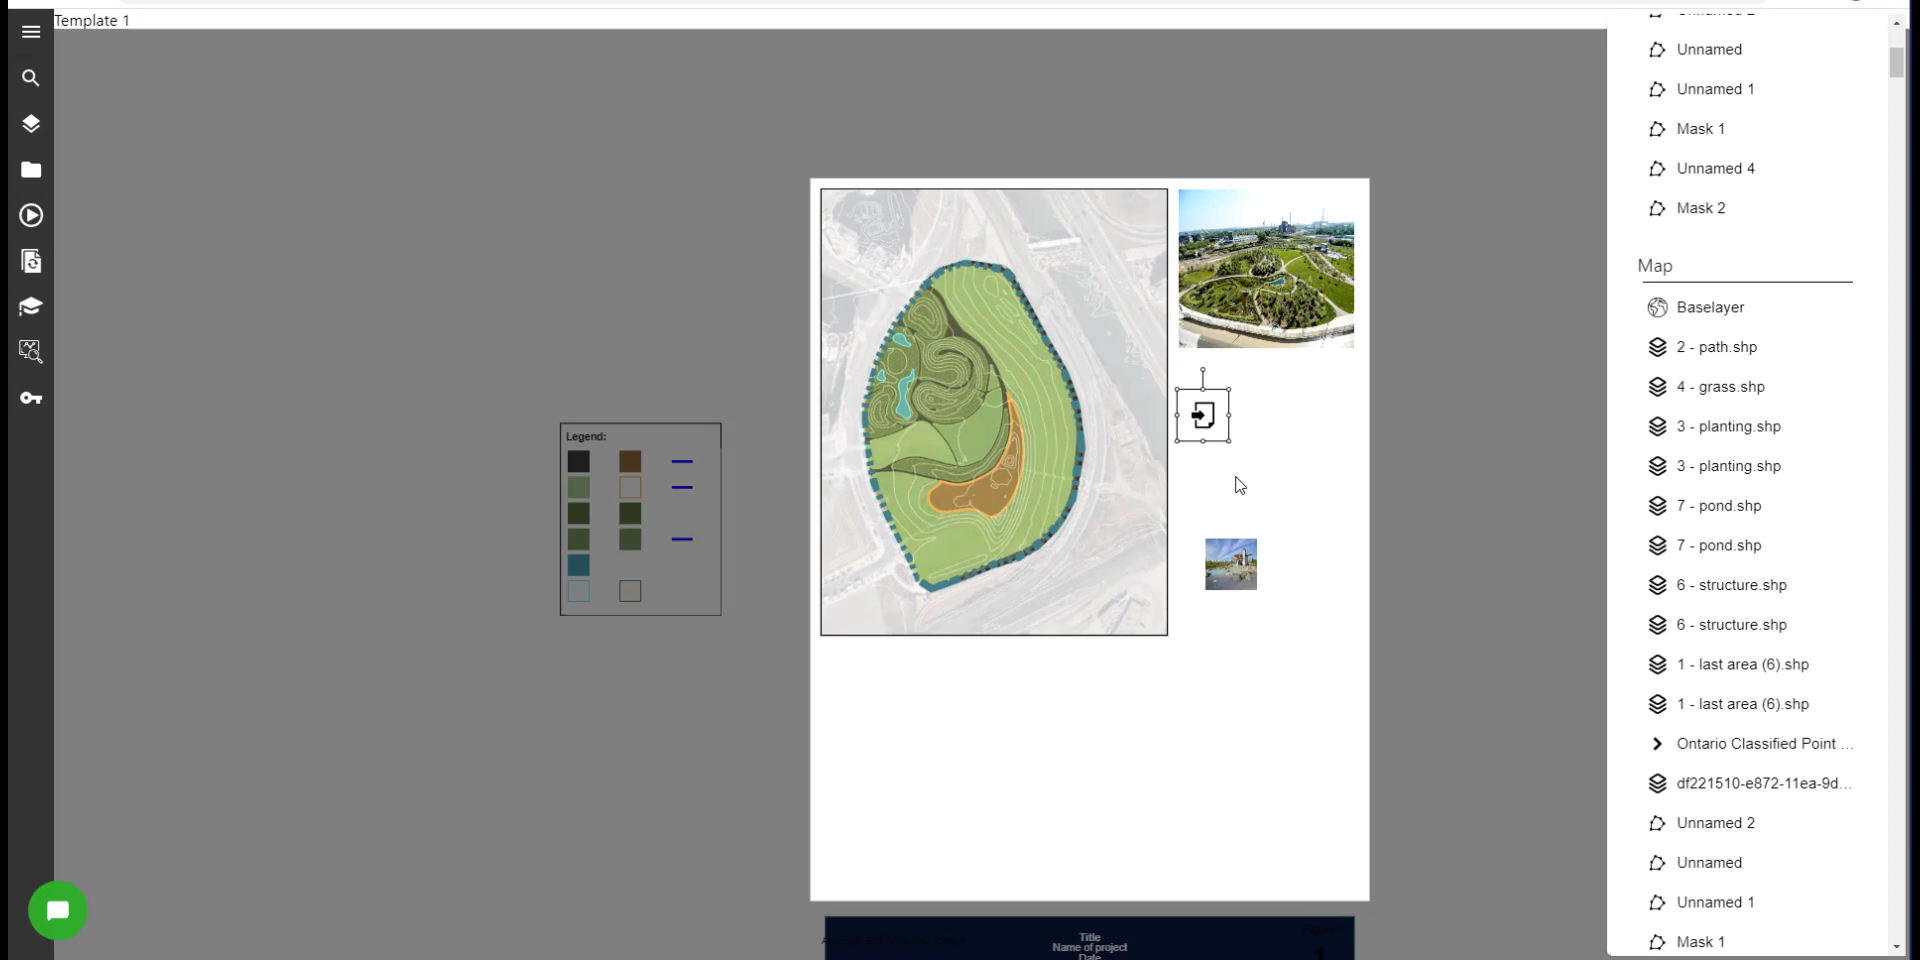 Template 1
Legend:
Title
Name of project
Date
Unnamed
Unnamed 1
Mask 1
Unnamed 4
Mask 2
Map
Baselayer
2 - path.shp
4 - grass.shp
3 - planting.shp
3 - planting.shp
7 - pond.shp
7 - pond.shp
6 - structure.shp
6 - structure.shp
1 - last area (6).shp
1 - last area (6).shp
Ontario Classified Point ...
df221510-e872-11ea-9d...
Unnamed 2
Unnamed
Unnamed 1
Mask 1